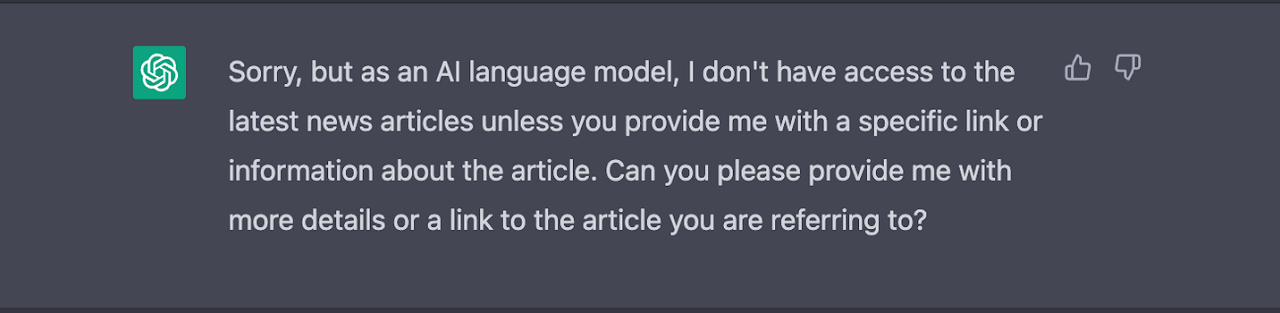 Sorry, but as an AI language model, I don't have access to the
latest news articles unless you provide me with a specific link or
information about the article. Can you please provide me with
more details or a link to the article you are referring to?